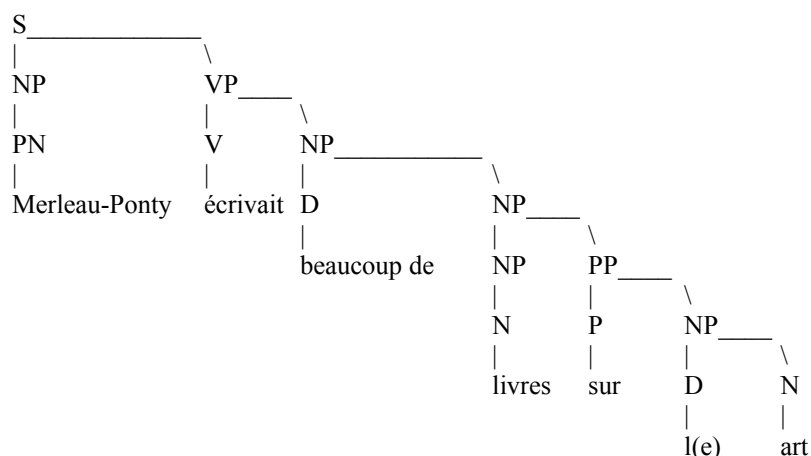 S
NP VP
PN V NP
Merleau-Ponty écrivait D NP
beaucoup de NP PP
N P NP
livres sur D N
l(e) art